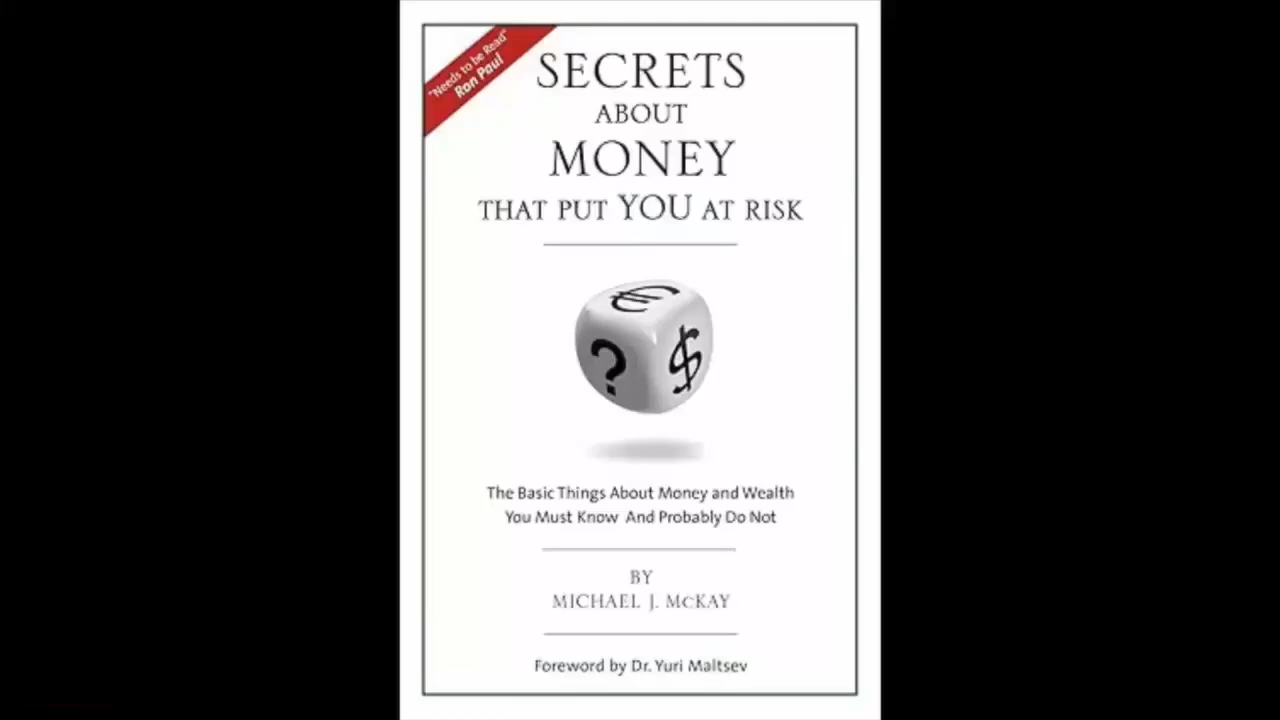 "Needs to be Read"
Ron Paul
SECRETS
ABOUT
MONEY
THAT PUT YOU AT RISK
€
? $
The Basic Things About Money and Wealth
You Must Know And Probably Do Not
BY
MICHAEL J. McKAY
Foreword by Dr. Yuri Maltsev